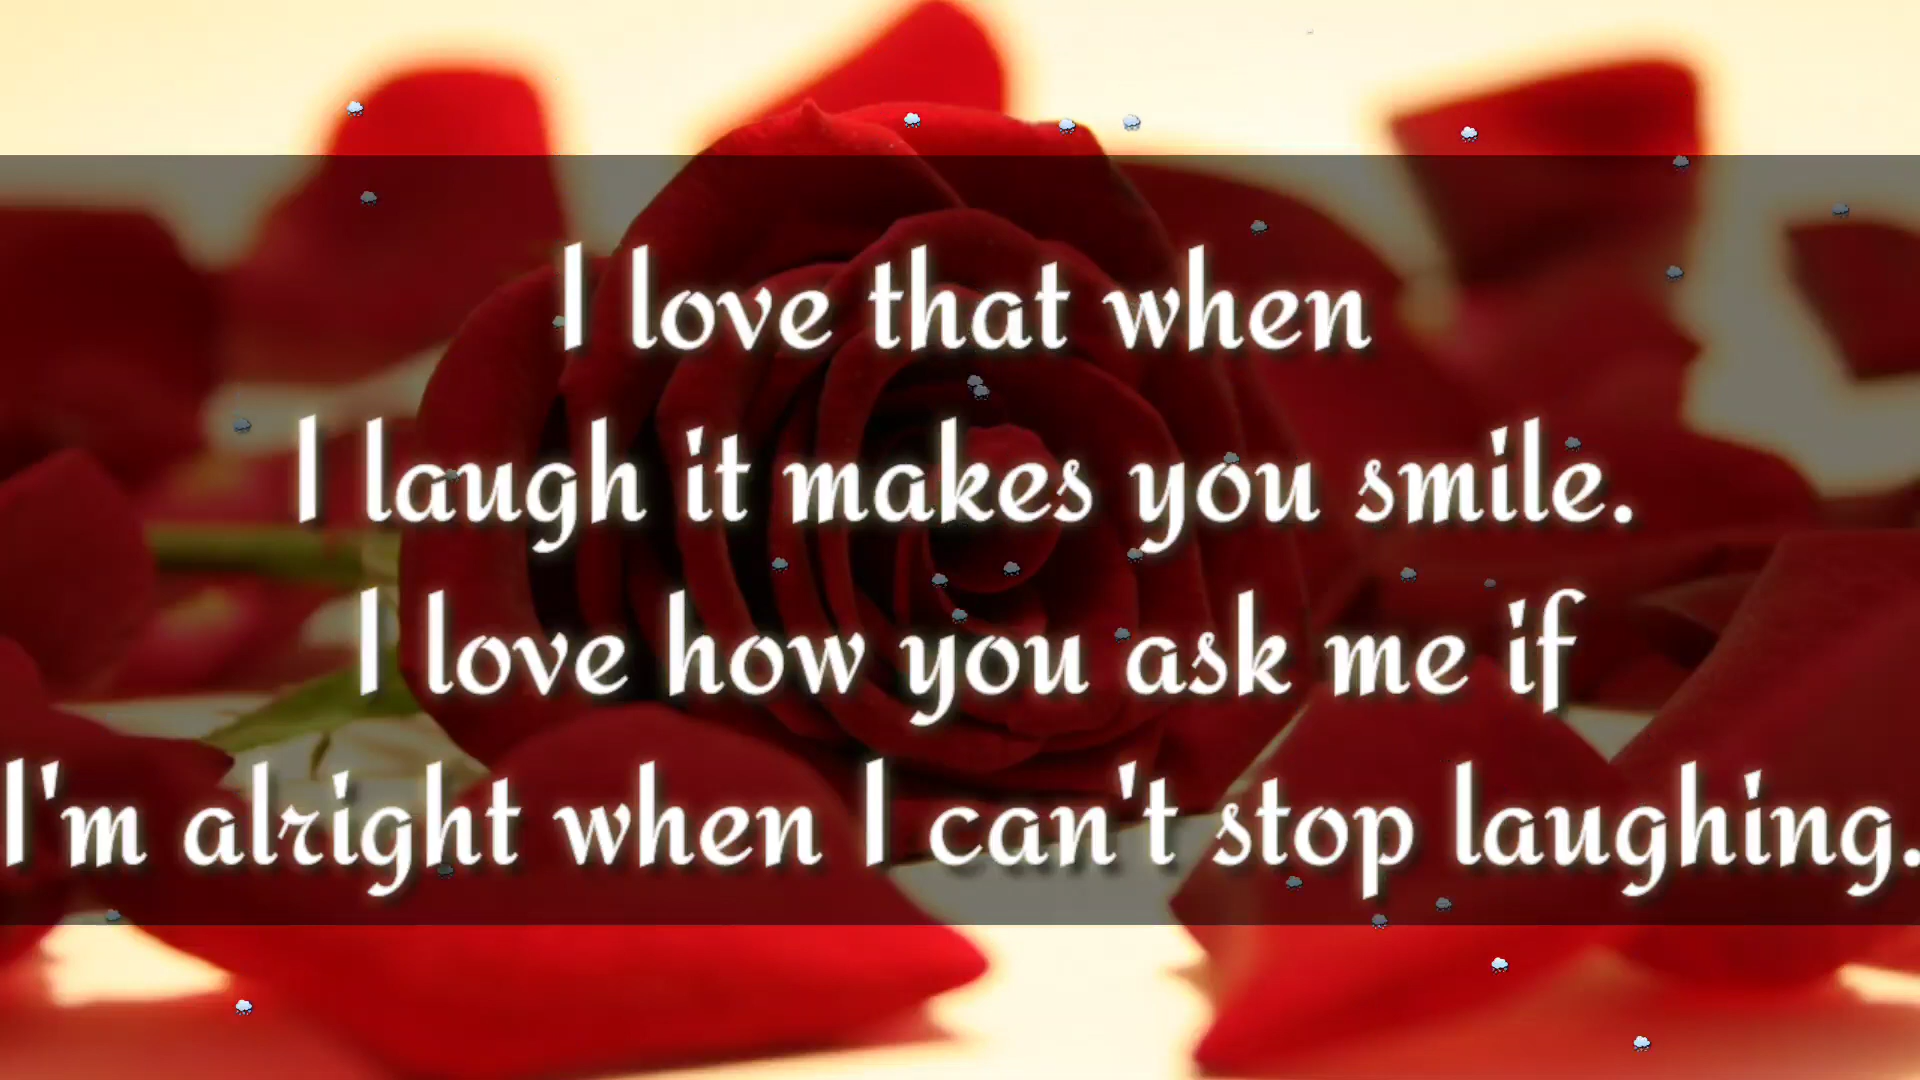 I love that when
I laugh it makes you smile.
I love how you ask me if
I'm alright when I can't stop laughing.